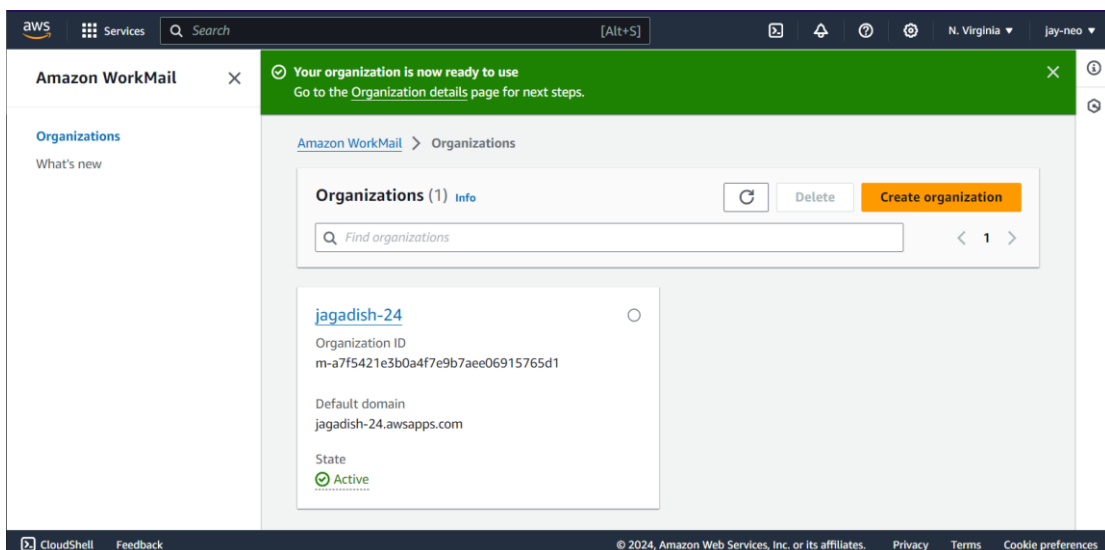 aws
Services
Search
[Alt+S]
N. Virginia
jay-neo
Amazon WorkMail
Organizations
What's new
Your organization is now ready to use
Go to the Organization details page for next steps.
Amazon WorkMail > Organizations
Organizations (1) Info
Delete
Create organization
Find organizations
< 1 >
jagadish-24
Organization ID
m-a7f5421e3b0a4f7e9b7aee06915765d1
Default domain
jagadish-24.awsapps.com
State
Active
CloudShell
Feedback
© 2024, Amazon Web Services, Inc. or its affiliates.
Privacy
Terms
Cookie preferences